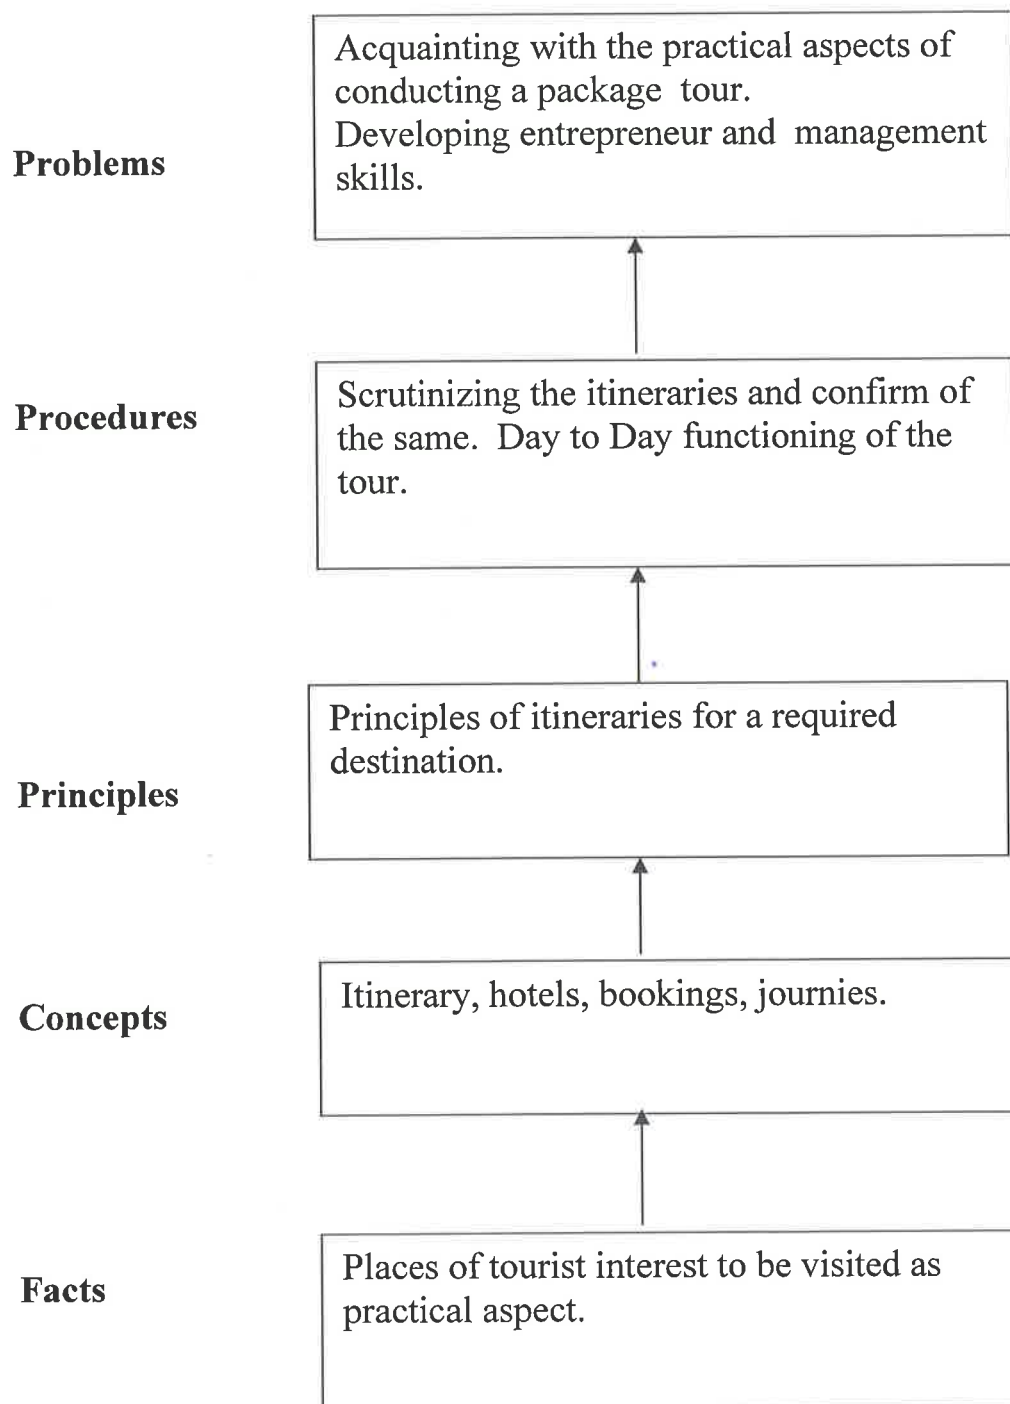 Acquainting with the practical aspects of
conducting a package tour.
Developing entrepreneur and management
skills.
Problems
Scrutinizing the itineraries and confirm of
the same. Day to Day functioning of the
tour.
Procedures
Principles of itineraries for a required
destination.
Principles
Itinerary, hotels, bookings, journies.
Concepts
Places of tourist interest to be visited as
practical aspect.
Facts